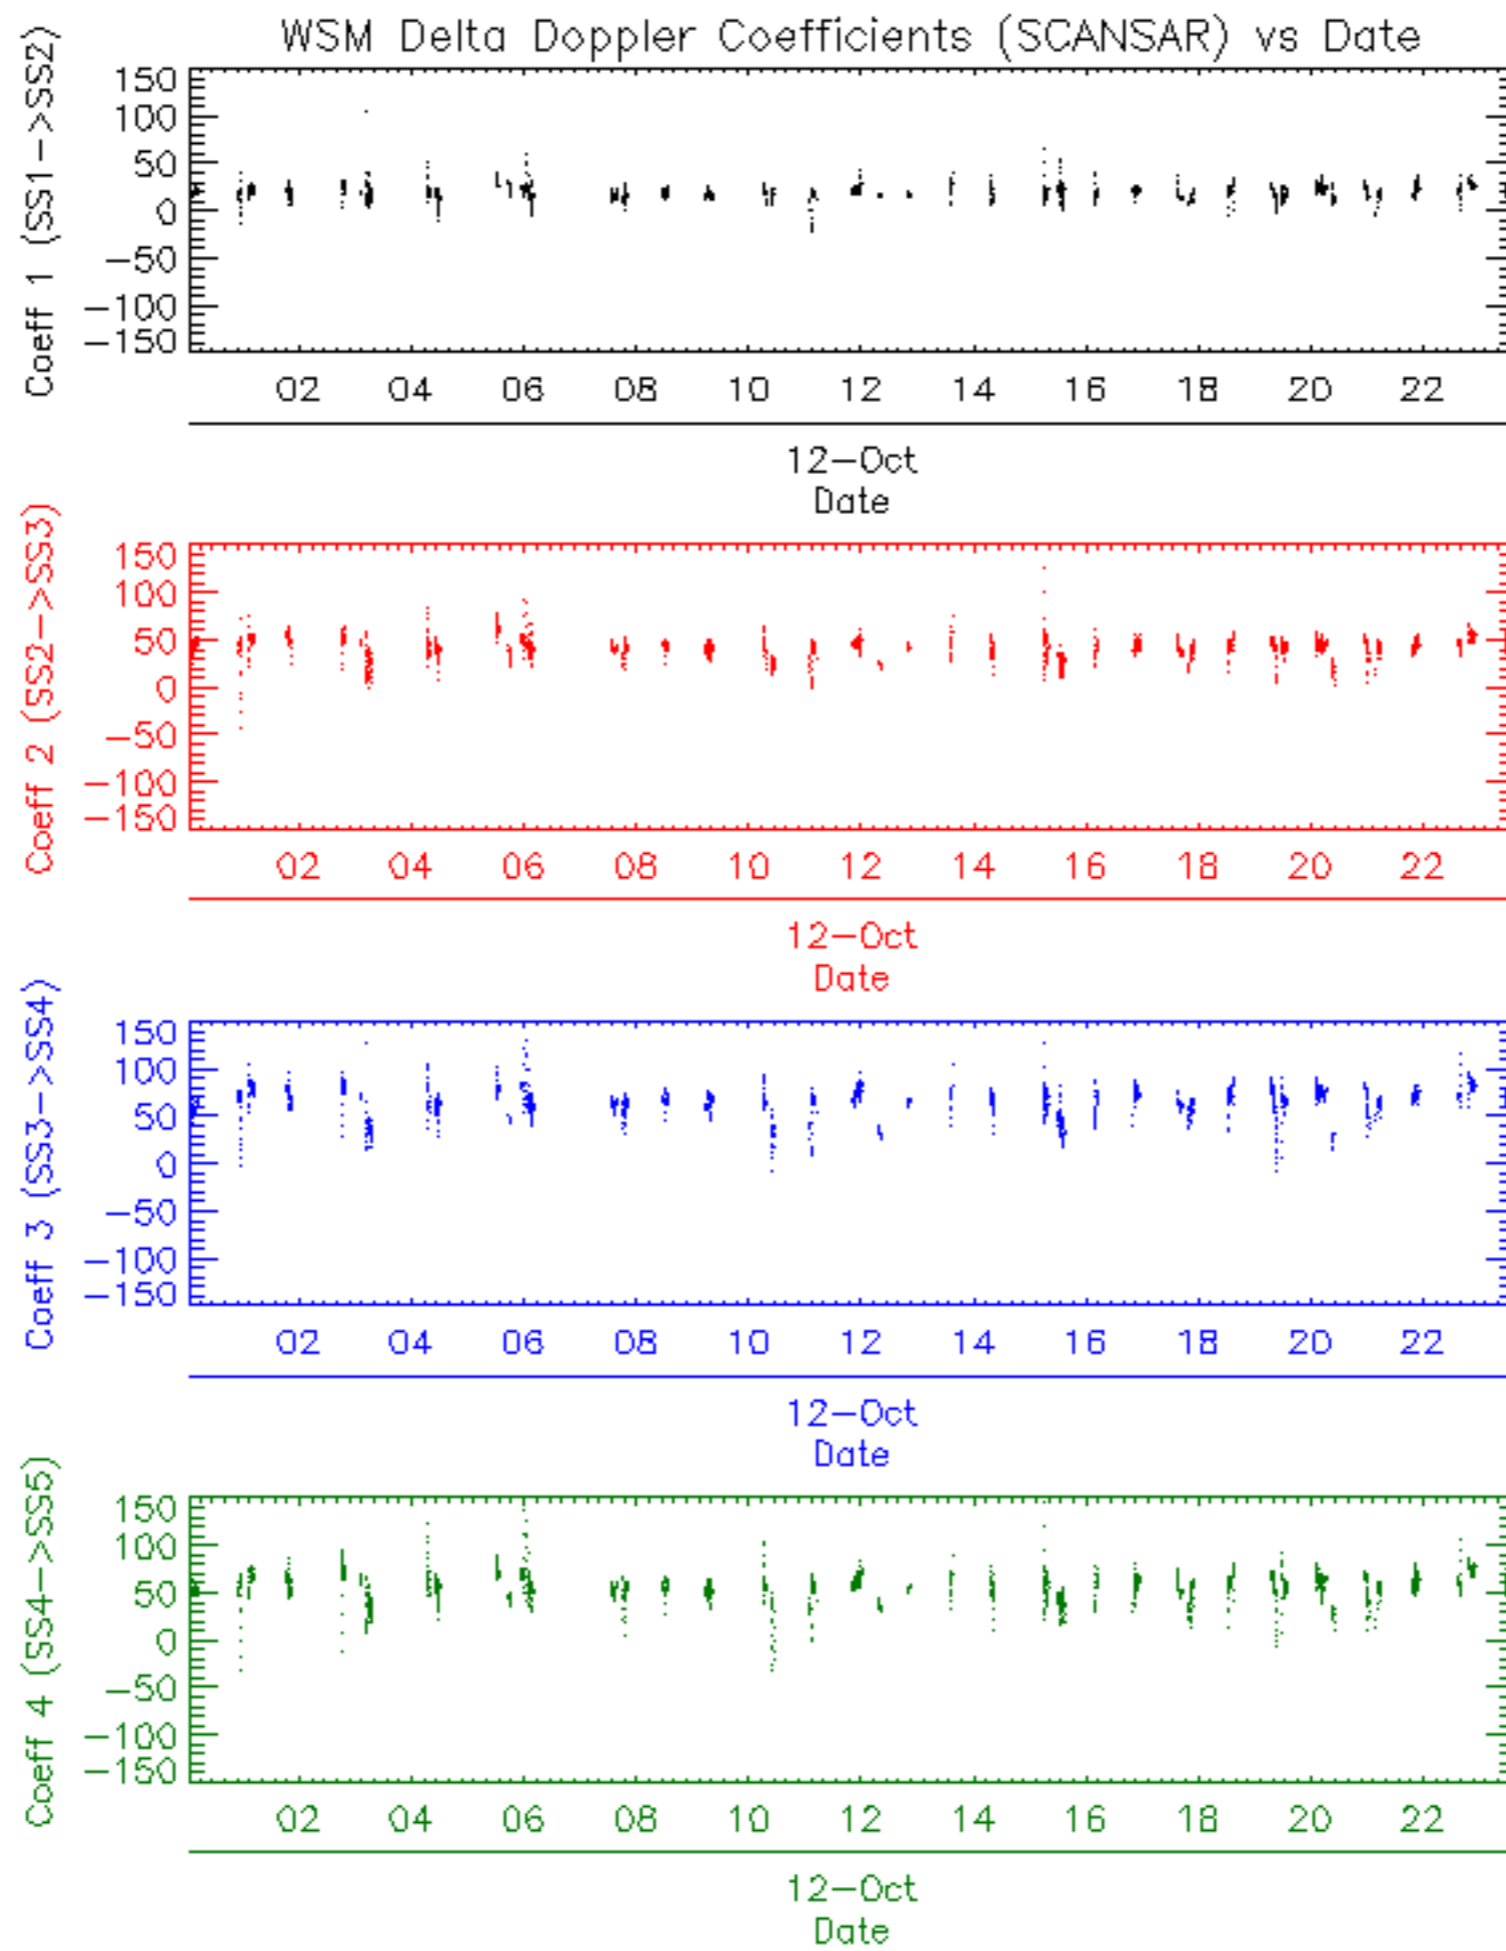 WSM Delta Doppler Coefficients (SCANSAR) vs Date
Coeff 1 (SS1->SS2)
150
100
50
0
-50
-100
-150
02 04 06 08 10 12 14 16 18 20 22
12-Oct
Date
Coeff 2 (SS2->SS3)
150
100
50
0
-50
-100
-150
02 04 06 08 10 12 14 16 18 20 22
12-Oct
Date
Coeff 3 (SS3->SS4)
150
100
50
0
-50
-100
-150
02 04 06 08 10 12 14 16 18 20 22
12-Oct
Date
Coeff 4 (SS4->SS5)
150
100
50
0
-50
-100
-150
02 04 06 08 10 12 14 16 18 20 22
12-Oct
Date